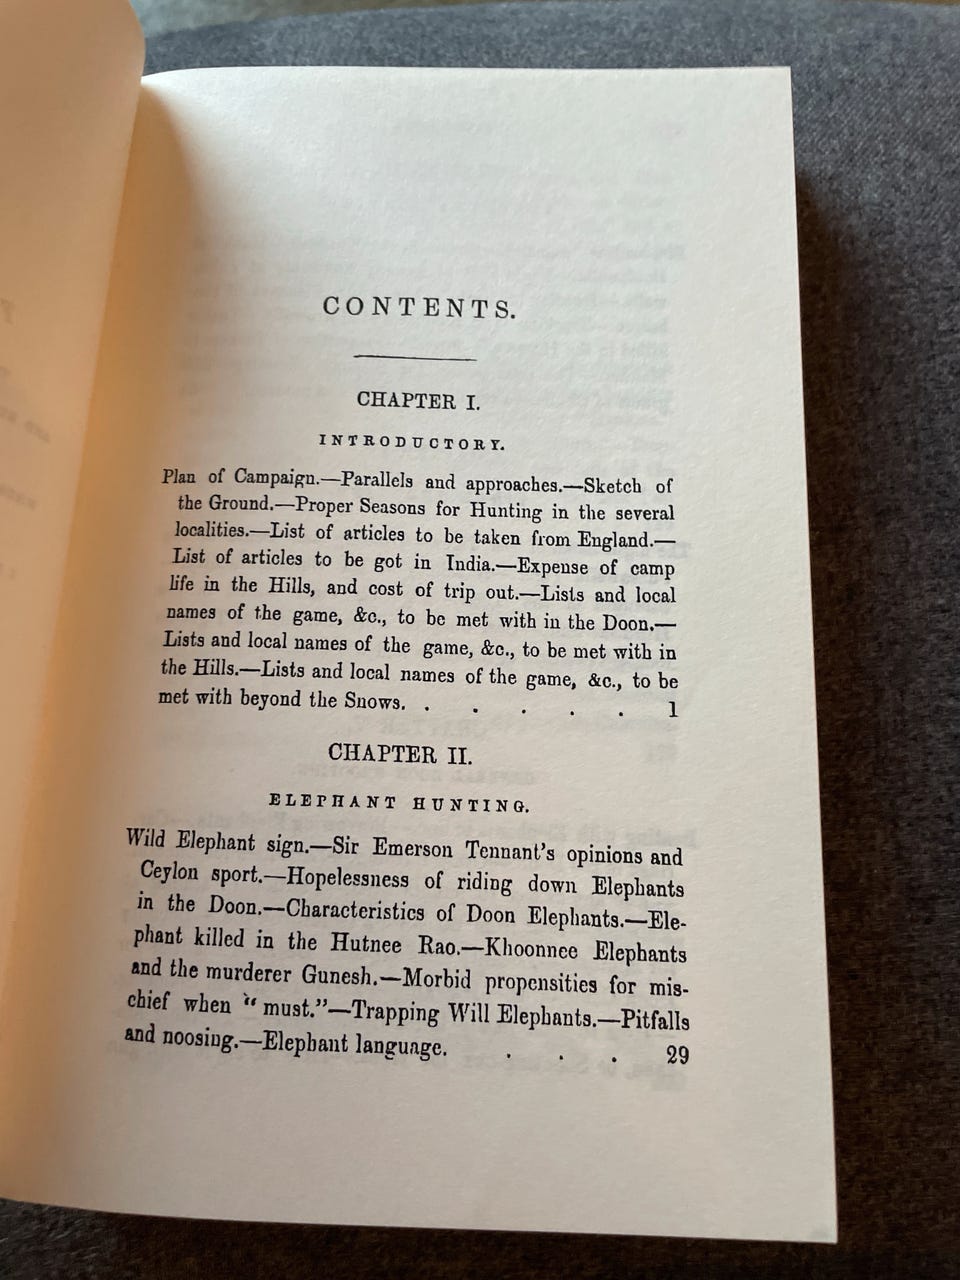 CONTENTS.
CHAPTER I.
INTRODUCTORY.
Plan of Campaign.—Parallels and approaches.—Sketch of
the Ground.—Proper Seasons for Hunting in the several
localities.—List of articles to be taken from England.—
List of articles to be got in India.—Expense of camp
life in the Hills, and cost of trip out.—Lists and local
names of the game, &c., to be met with in the Doon.—
Lists and local names of the game, &c., to be met with in
the Hills.—Lists and local names of the game, &c., to be
met with beyond the Snows. . . . . . 1
CHAPTER II.
ELEPHANT HUNTING.
Wild Elephant sign.—Sir Emerson Tennant's opinions and
Ceylon sport.—Hopelessness of riding down Elephants
in the Doon.—Characteristics of Doon Elephants.—Ele-
phant killed in the Hutnee Rao.—Khoonnee Elephants
and the murderer Gunesh.—Morbid propensities for mis-
chief when "must."—Trapping Will Elephants.—Pitfalls
and noosing.—Elephant language. . . . 29